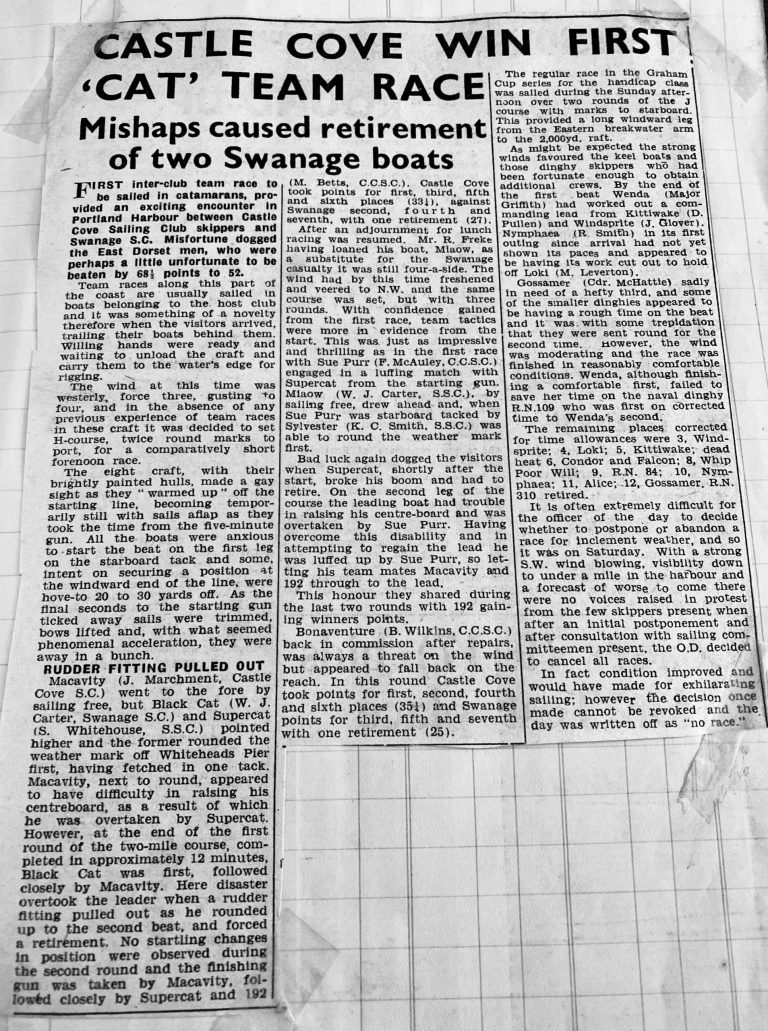 CASTLE COVE WIN FIRST
‘CAT’ TEAM RACE
Mishaps caused retirement
of two Swanage boats
FIRST inter-club team race to
be sailed in catamarans, pro-
vided an exciting encounter in
Portland Harbour between Castle
Cove Sailing Club skippers and
Swanage S.C. Misfortune dogged
the East Dorset men, who were
perhaps a little unfortunate to be
beaten by 68½ points to 52.
Team races along this part of
the coast are usually sailed in
boats belonging to the host club
and it was something of a novelty
therefore when the visitors arrived,
trailing their boats behind them.
Willing hands were ready and
waiting to unload the craft and
carry them to the water's edge for
rigging.
The wind at this time was
westerly, force three, gusting to
four, and in the absence of any
previous experience of team races
in these craft it was decided to set
H-course, twice round marks to
port, for a comparatively short
forenoon race.
The eight craft, with their
brightly painted hulls, made a gay
sight as they "warmed up" off the
starting line, becoming tempor-
arily still with sails flap as they
took the time from the five-minute
gun. All the boats were anxious
to start the beat on the first leg
on the starboard tack and some,
intent on securing a position at
the windward end of the line, were
hove-to 20 to 30 yards off. As the
final seconds to the starting gun
ticked away sails were trimmed,
bows lifted and, with what seemed
phenomenal acceleration, they were
away in a bunch.
RUDDER FITTING PULLED OUT
Macavity (J. Marchment, Castle
Cove S.C.) went to the fore by
sailing free, but Black Cat (W. J.
Carter, Swanage S.C.) and Supercat
(S. Whitehouse, S.S.C.) pointed
higher and the former rounded the
weather mark off Whiteheads Pier
first, having fetched in one tack.
Macavity, next to round, appeared
to have difficulty in raising his
centreboard, as a result of which
he was overtaken by Supercat.
However, at the end of the first
round of the two-mile course, com-
pleted in approximately 12 minutes,
Black Cat was first, followed
closely by Macavity. Here disaster
overtook the leader when a rudder
fitting pulled out as he rounded
up to the second beat, and forced
a retirement. No startling changes
in position were observed during
the second round and the finishing
gun was taken by Macavity, fol-
lowed closely by Supercat and 192
(M. Betts, C.C.S.C.). Castle Cove
took points for first, third, fifth
and sixth places (33¼), against
Swanage second, fourth and
seventh, with one retirement (27).
After an adjournment for lunch
racing was resumed. Mr. R. Freke
having loaned his boat, Miaow, as
a substitute for the Swanage
casualty it was still four-a-side. The
wind had by this time freshened
and veered to N.W. and the same
course was set, but with three
rounds. With confidence gained
from the first race, team tactics
were more in evidence from the
start. This was just as impressive
and thrilling as in the first race
with Sue Purr (F. McAuley, C.C.S.C.)
engaged in a luffing match with
Supercat from the starting gun.
Miaow (W. J. Carter, S.S.C.), by
sailing free, drew ahead and, when
Sue Purr was starboard tacked by
Sylvester (K. C. Smith, S.S.C.) was
able to round the weather mark
first.
Bad luck again dogged the visitors
when Supercat, shortly after the
start, broke his boom and had to
retire. On the second leg of the
course the leading boat had trouble
in raising his centre-board and was
overtaken by Sue Purr. Having
overcome this disability and in
attempting to regain the lead he
was luffed up by Sue Purr, so let-
ting his team mates Macavity and
192 through to the lead.
This honour they shared during
the last two rounds with 192 gain-
ing winners points.
Bonaventure (B. Wilkins, C.C.S.C.)
back in commission after repairs,
was always a threat on the wind
but appeared to fall back on the
reach. In this round Castle Cove
took points for first, second, fourth
and sixth places (35¼) and Swanage
points for third, fifth and seventh
with one retirement (25).
The regular race in the Graham
Cup series for the handicap class
was sailed during the Sunday after-
noon over two rounds of the J
course with marks to starboard.
This provided a long windward leg
from the Eastern breakwater arm
to the 2,000yd. raft.
As might be expected the strong
winds favoured the keel boats and
those dinghy skippers who had
been fortunate enough to obtain
additional crews. By the end of
the first beat Wenda (Major
Griffith) had worked out a com-
manding lead from Kittiwake (D.
Pullen) and Windsprite (J. Glover).
Nymphaea (R. Smith) in its first
outing since arrival had not yet
shown its paces and appeared to
be having its work cut out to hold
off Loki (M. Leverton).
Gossamer (Cdr. McHattle) sadly
in need of a hefty third, and some
of the smaller dinghies appeared to
be having a rough time on the beat
and it was with some trepidation
that they were sent round for the
second time. However, the wind
was moderating and the race was
finished in reasonably comfortable
conditions. Wenda, although finish-
ing a comfortable first, failed to
save her time on the naval dinghy
R.N.109 who was first on corrected
time to Wenda's second.
The remaining places corrected
for time allowances were 3, Wind-
sprite; 4, Loki; 5, Kittiwake; dead
heat 6, Condor and Falcon; 8, Whip
Poor Will; 9, R.N. 84; 10, Nym-
phaea; 11, Alice; 12, Gossamer, R.N.
310 retired.
It is often extremely difficult for
the officer of the day to decide
whether to postpone or abandon a
race for inclement weather, and so
it was on Saturday. With a strong
S.W. wind blowing, visibility down
to under a mile in the harbour and
a forecast of worse to come there
were no voices raised in protest
from the few skippers present when
after an initial postponement and
after consultation with sailing com-
mitteemen present, the O.D. decided
to cancel all races.
In fact condition improved and
would have made for exhilarating
sailing; however the decision once
made cannot be revoked and the
day was written off as "no race."